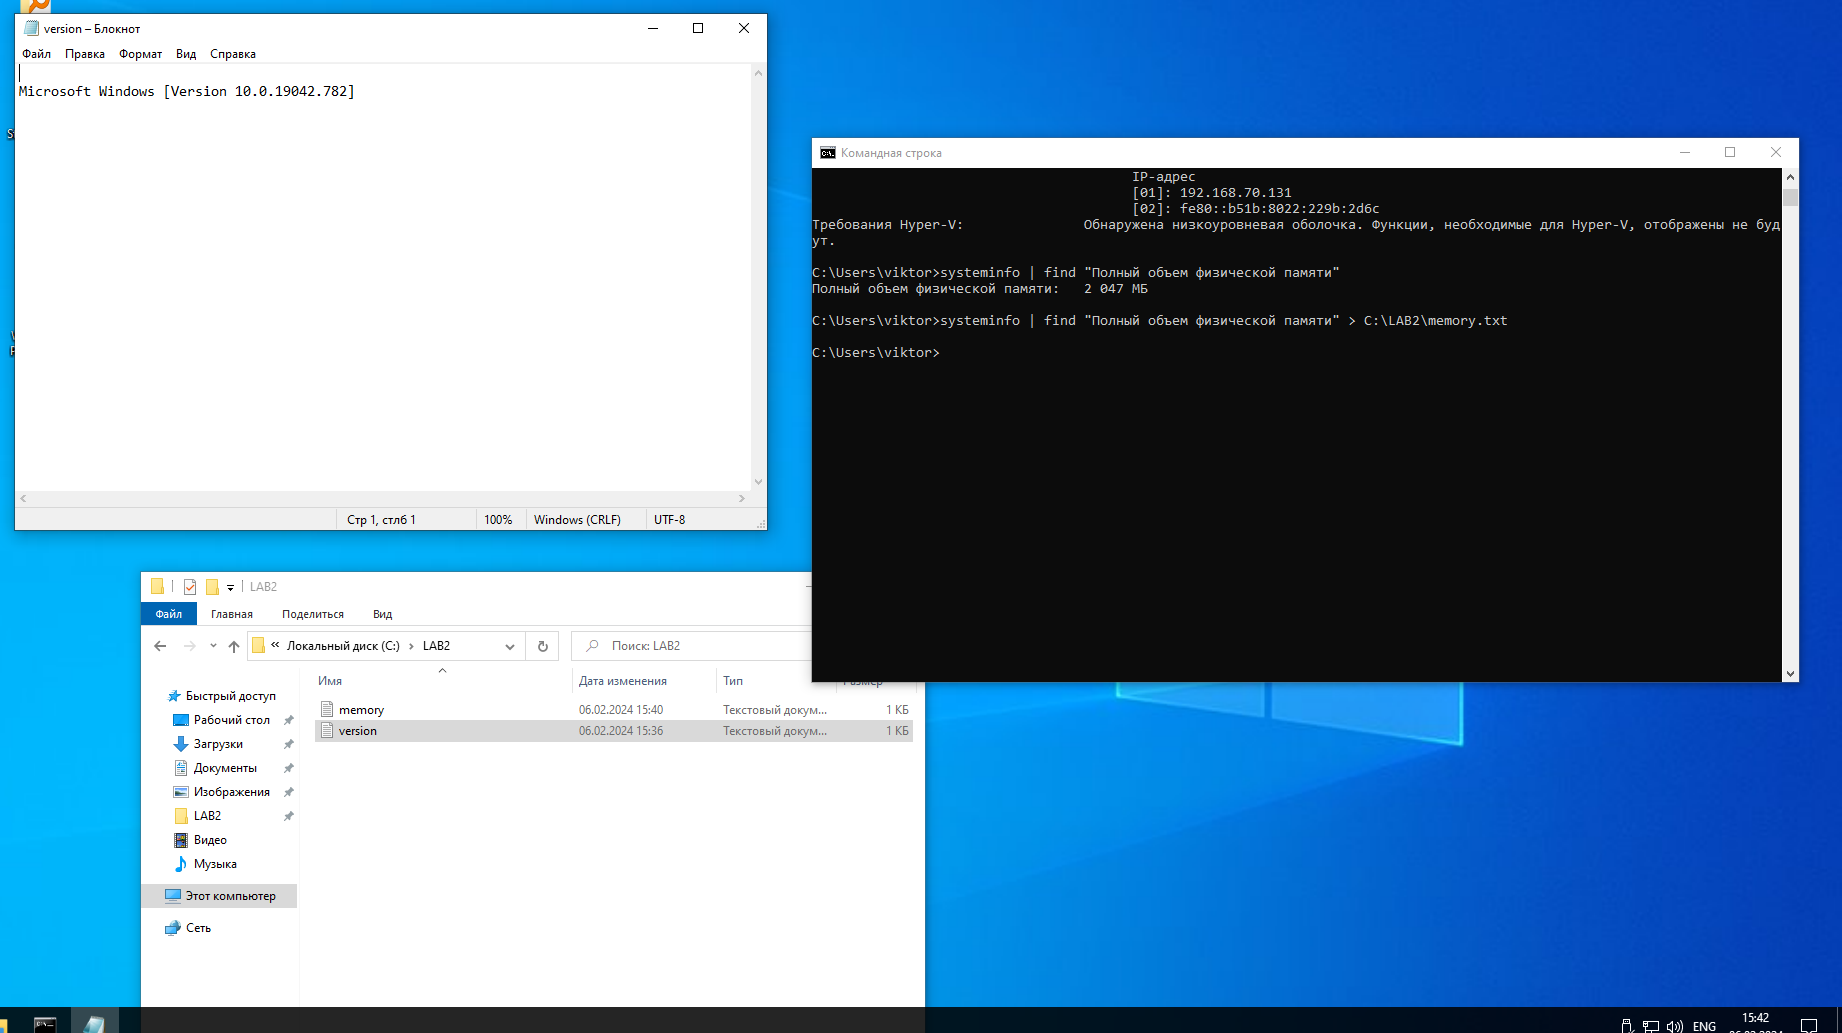 version – Блокнот
Файл Правка Формат Вид Справка
Microsoft Windows [Version 10.0.19042.782]
Стр 1, стлб 1 100% Windows (CRLF) UTF-8
Командная строка
IP-адрес
[01]: 192.168.70.131
[02]: fe80::b51b:8022:229b:2d6c
Требования Hyper-V: Обнаружена низкоуровневая оболочка. Функции, необходимые для Hyper-V, отображены не буд
ут.
C:\Users\viktor>systeminfo | find "Полный объем физической памяти"
Полный объем физической памяти: 2 047 МБ
C:\Users\viktor>systeminfo | find "Полный объем физической памяти" > C:\LAB2\memory.txt
C:\Users\viktor>
LAB2
Файл Главная Поделиться Вид
« Локальный диск (C:) › LAB2 Поиск: LAB2
Имя Дата изменения Тип Размер
memory 06.02.2024 15:40 Текстовый докум... 1 КБ
version 06.02.2024 15:36 Текстовый докум... 1 КБ
Быстрый доступ
Рабочий стол
Загрузки
Документы
Изображения
LAB2
Видео
Музыка
Этот компьютер
Сеть
ENG 15:42